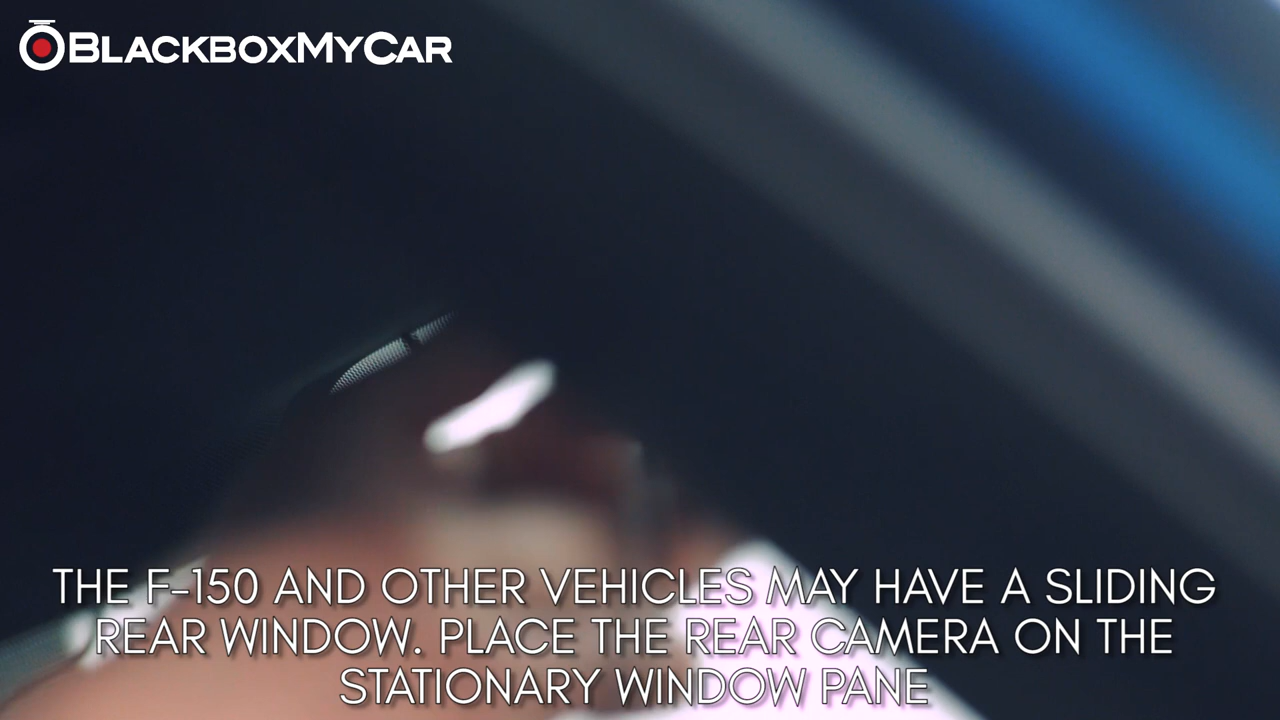 BLACKBOXMYCAR
THE F-150 AND OTHER VEHICLES MAY HAVE A SLIDING
REAR WINDOW. PLACE THE REAR CAMERA ON THE
STATIONARY WINDOW PANE